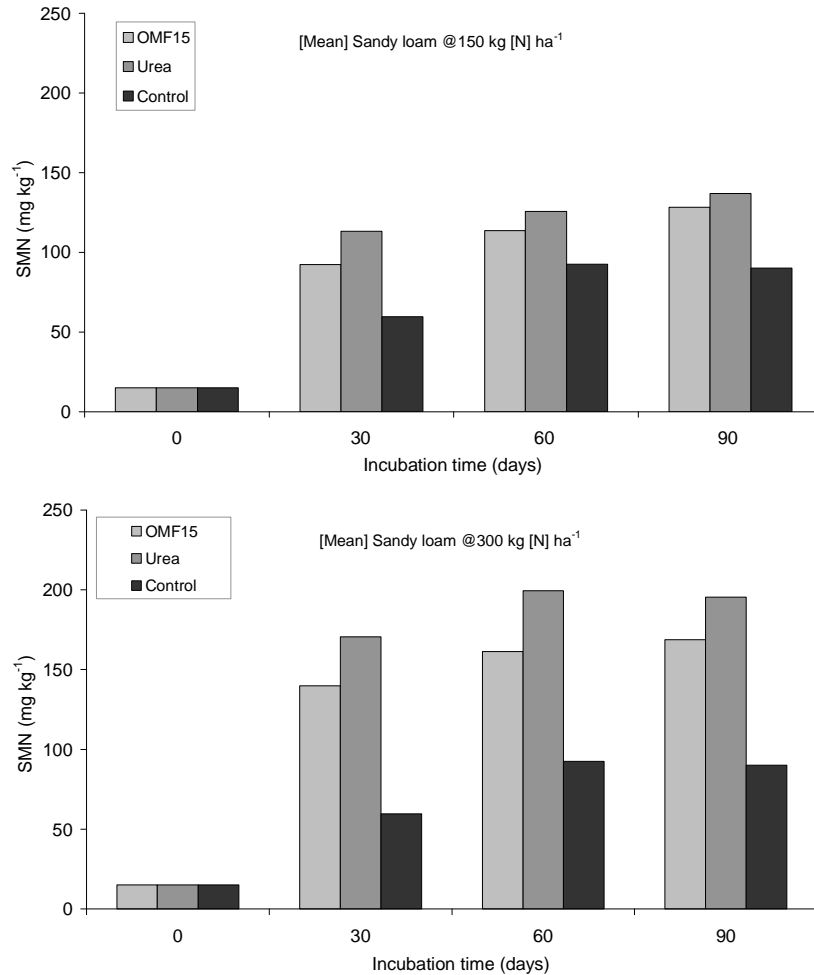 250
[Mean] Sandy loam @150 kg [N] ha⁻¹
OMF15
Urea
Control
200
150
100
50
0
SMN (mg kg⁻¹)
0 30 60 90
Incubation time (days)
250
[Mean] Sandy loam @300 kg [N] ha⁻¹
OMF15
Urea
Control
200
150
100
50
0
SMN (mg kg⁻¹)
0 30 60 90
Incubation time (days)